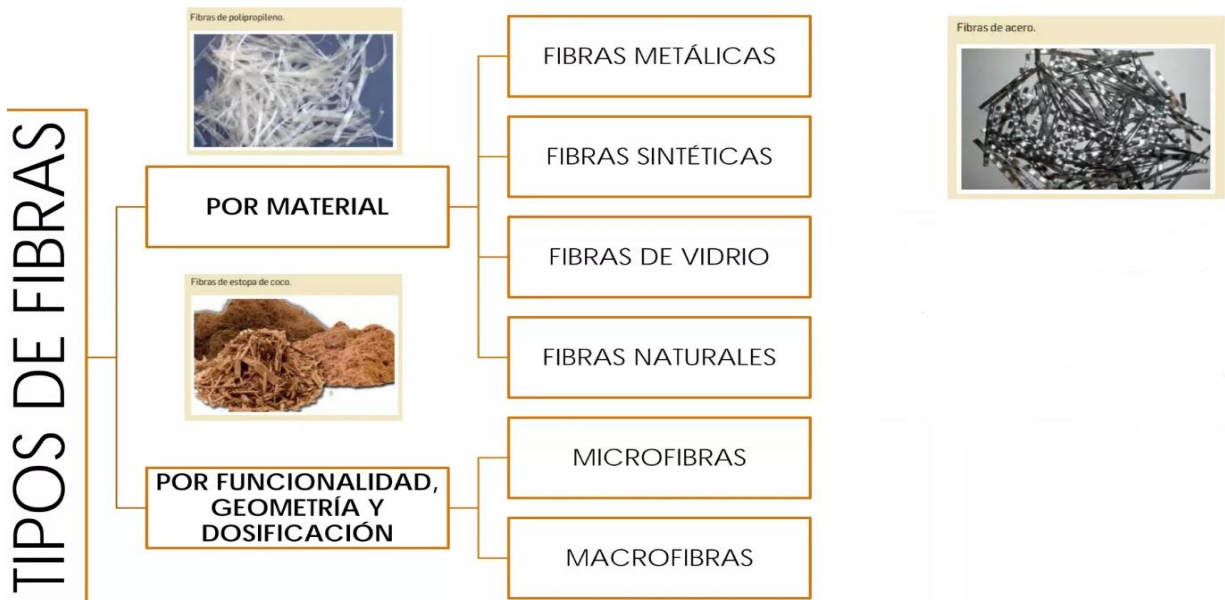 TIPOS DE FIBRAS
Fibras de polipropileno.
POR MATERIAL
FIBRAS METÁLICAS
FIBRAS SINTÉTICAS
FIBRAS DE VIDRIO
FIBRAS NATURALES
Fibras de acero.
Fibras de estopa de coco.
POR FUNCIONALIDAD,
GEOMETRÍA Y
DOSIFICACIÓN
MICROFIBRAS
MACROFIBRAS